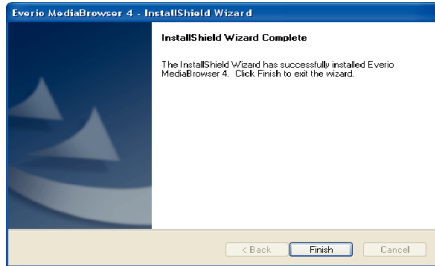 Everio MediaBrowser 4 - InstallShield Wizard
InstallShield Wizard Complete
The InstallShield Wizard has successfully installed Everio
MediaBrowser 4. Click Finish to exit the wizard.
< Back Finish Cancel